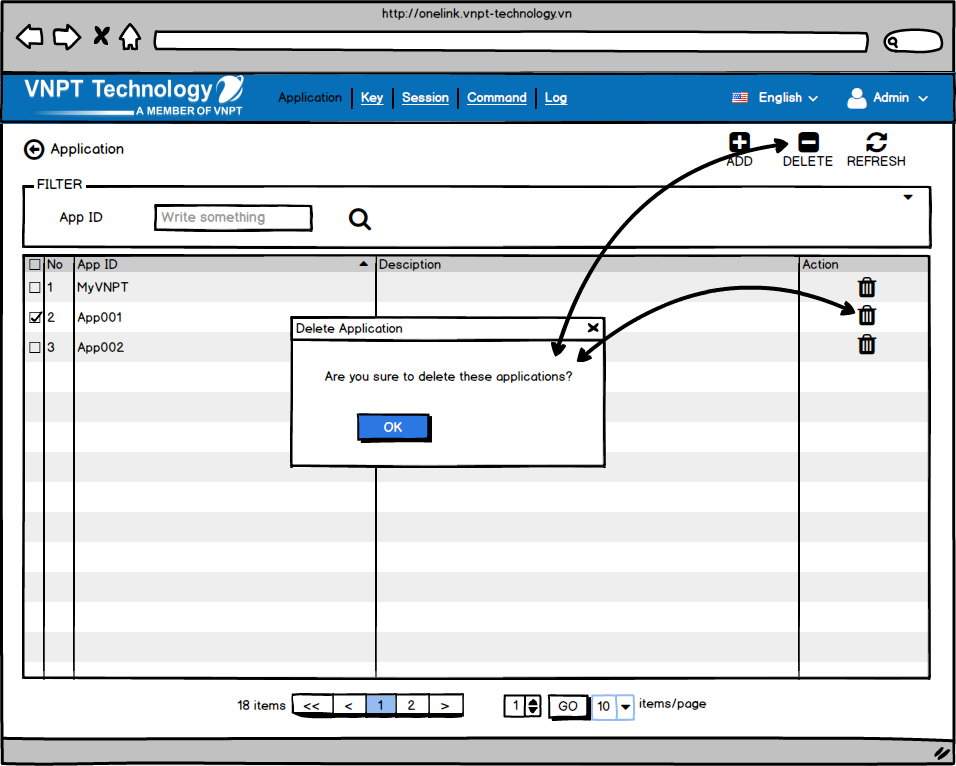 http://onelink.vnpt-technology.vn
VNPT Technology
A MEMBER OF VNPT
Application Key Session Command Log English Admin
Application
ADD DELETE REFRESH
FILTER
App ID Write something
No App ID Desciption Action
1 MyVNPT
2 App001
3 App002
Delete Application
Are you sure to delete these applications?
OK
18 items << < 1 2 > 1 GO 10 items/page